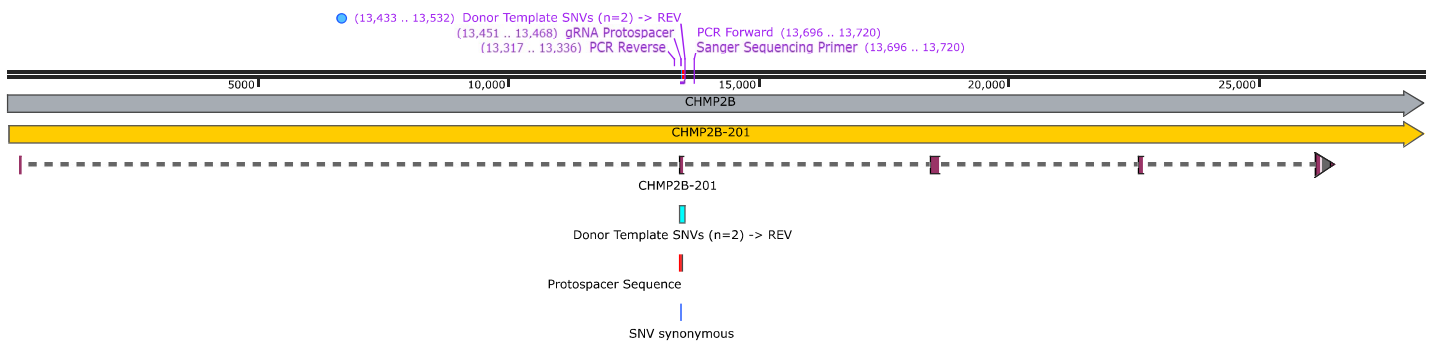 (13,433 .. 13,532) Donor Template SNVs (n=2) -> REV
(13,451 .. 13,468) gRNA Protospacer PCR Forward (13,696 .. 13,720)
(13,317 .. 13,336) PCR Reverse Sanger Sequencing Primer (13,696 .. 13,720)
5000 10,000 15,000 20,000 25,000
CHMP2B
CHMP2B-201
CHMP2B-201
Donor Template SNVs (n=2) -> REV
Protospacer Sequence
SNV synonymous